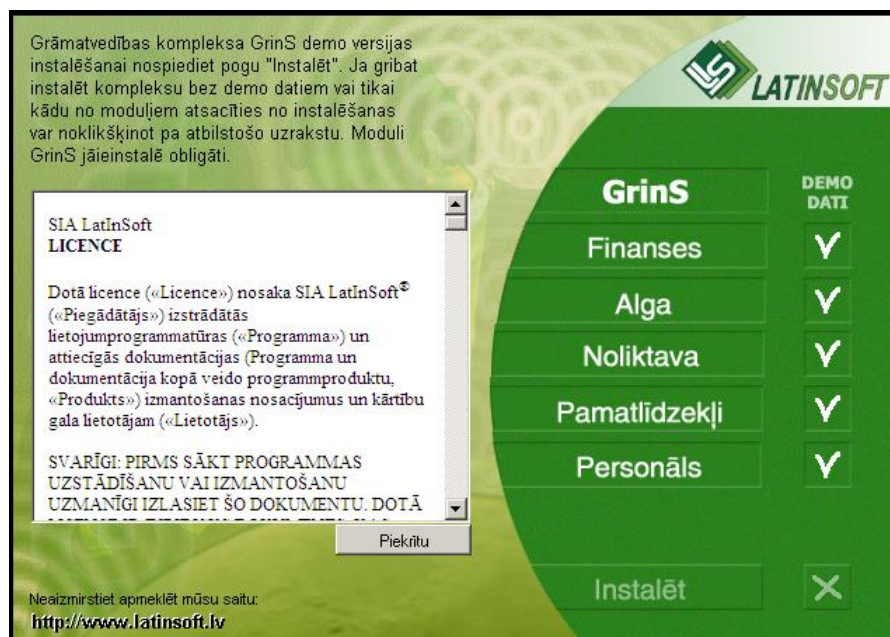 Grāmatvedības kompleksa GrinS demo versijas
instalēšanai nospiediet pogu "Instalēt". Ja gribat
instalēt kompleksu bez demo datiem vai tikai
kādu no moduļiem atsacīties no instalēšanas
var noklikšķinot pa atbilstošo uzrakstu. Moduli
GrinS jāieinstalē obligāti.
LATINSOFT
SIA LatInSoft
LICENCE
Dotā licence («Licence») nosaka SIA LatInSoft®
(«Piegādātājs») izstrādātās
lietojumprogrammatūras («Programma») un
attiecīgās dokumentācijas (Programma un
dokumentācija kopā veido programmproduktu,
«Produkts») izmantošanas nosacījumus un kārtību
gala lietotājam («Lietotājs»).
SVARĪGI: PIRMS SĀKT PROGRAMMAS
UZSTĀDĪŠANU VAI IZMANTOŠANU
UZMANĪGI IZLASIET ŠO DOKUMENTU. DOTĀ
Piekrītu
Neaizmirstiet apmeklēt mūsu saitu:
http://www.latinsoft.lv
GrinS
DEMO
DATI
Finanses
Alga
Noliktava
Pamatlīdzekļi
Personāls
Instalēt